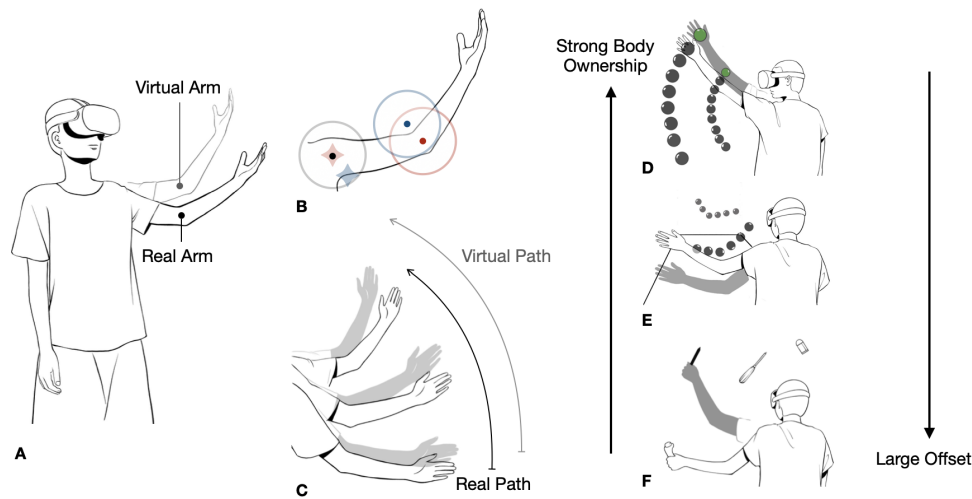 Virtual Arm
Real Arm
A
B
Virtual Path
Real Path
C
Strong Body
Ownership
D
E
F
Large Offset